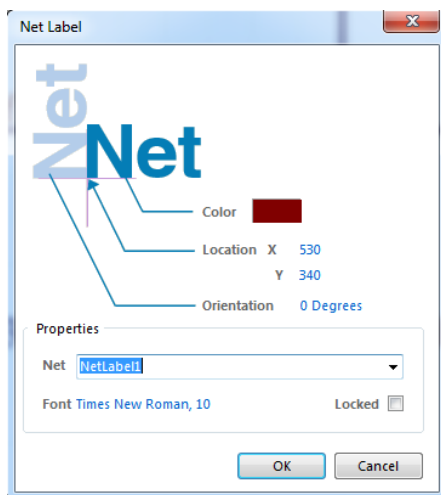 Net Label
Net
Net
Color
Location X 530
Y 340
Orientation 0 Degrees
Properties
Net NetLabel1
Font Times New Roman, 10 Locked
OK Cancel